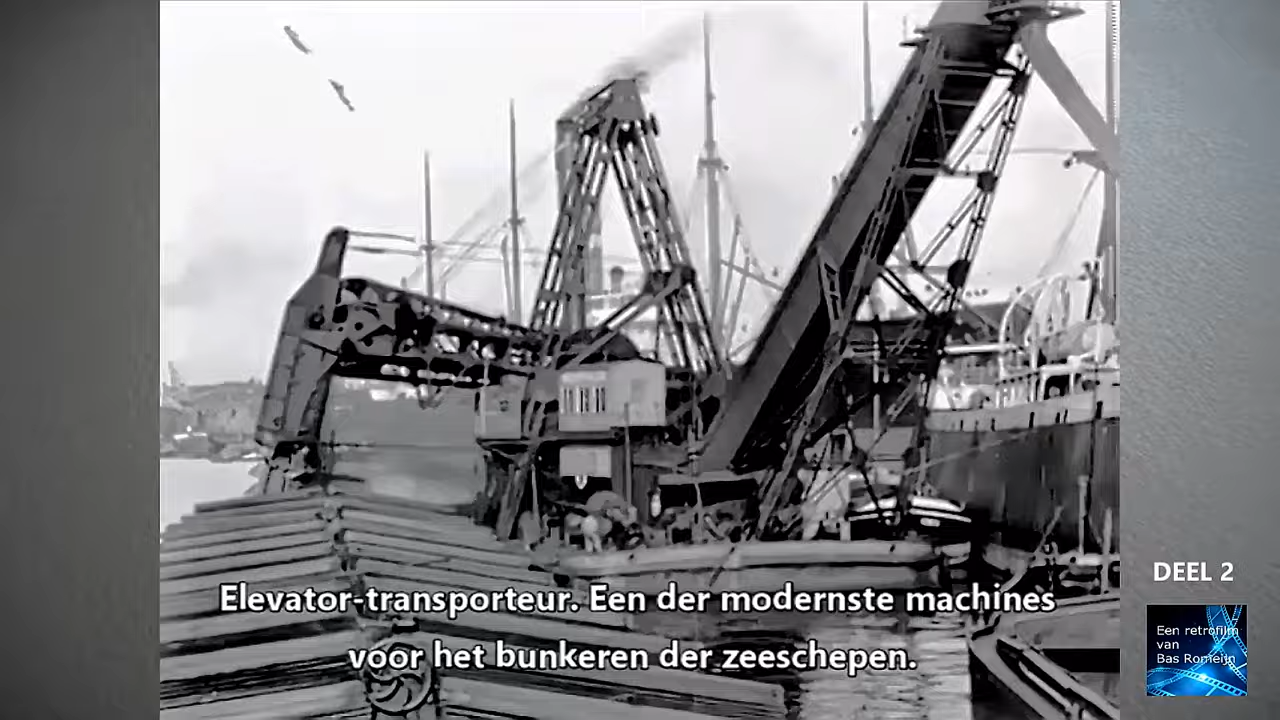 Elevator-transporteur. Een der modernste machines
voor het bunkeren der zeeschepen.
DEEL 2
Een retrofilm
van
Bas Romeijn